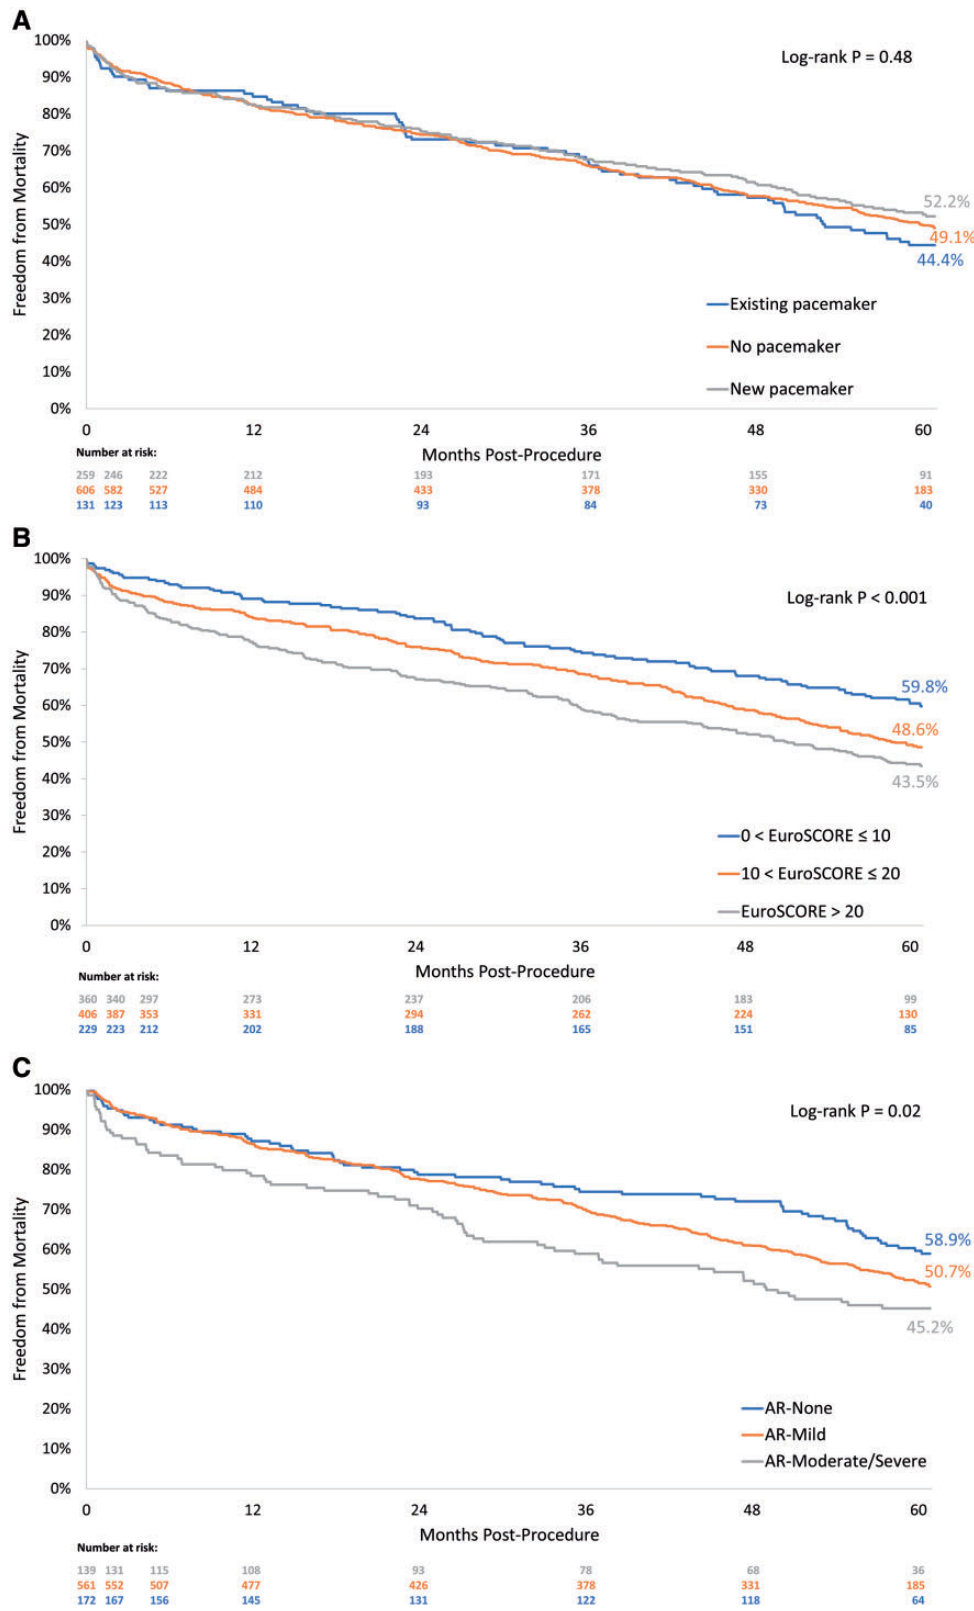 A
100%
Log-rank P = 0.48
90%
80%
70%
60%
52.2%
50%
49.1%
44.4%
40%
30%
Existing pacemaker
20%
No pacemaker
10%
New pacemaker
0%
Freedom from Mortality
0 12 24 36 48 60
Months Post-Procedure
Number at risk:
259 246 222 212 193 171 155 91
606 582 527 484 433 378 330 183
131 123 113 110 93 84 73 40
B
100%
Log-rank P < 0.001
90%
80%
70%
59.8%
60%
48.6%
50%
43.5%
40%
30%
0 < EuroSCORE ≤ 10
20%
10 < EuroSCORE ≤ 20
10%
EuroSCORE > 20
0%
Freedom from Mortality
0 12 24 36 48 60
Months Post-Procedure
Number at risk:
360 340 297 273 237 206 183 99
406 387 353 331 294 262 224 130
229 223 212 202 188 165 151 85
C
100%
Log-rank P = 0.02
90%
80%
70%
60%
58.9%
50.7%
50%
45.2%
40%
30%
20%
AR-None
AR-Mild
10%
AR-Moderate/Severe
0%
Freedom from Mortality
0 12 24 36 48 60
Months Post-Procedure
Number at risk:
139 131 115 108 93 78 68 36
561 552 507 477 426 378 331 185
172 167 156 145 131 122 118 64